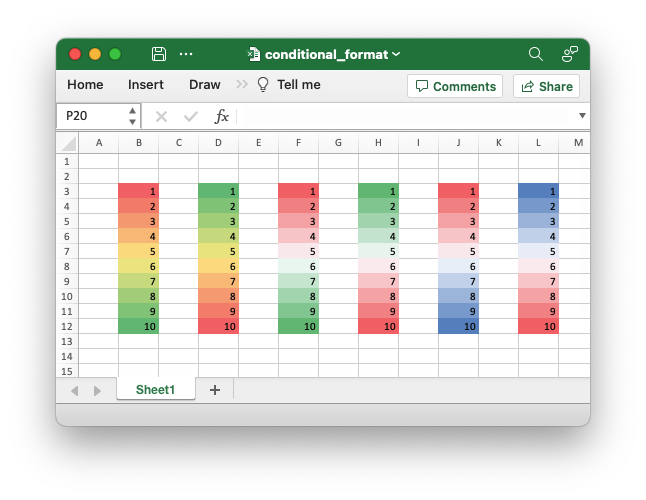 conditional_format
Home Insert Draw Tell me Comments Share
P20 fx
A B C D E F G H I J K L M
1
2
3 1 1 1 1 1 1
4 2 2 2 2 2 2
5 3 3 3 3 3 3
6 4 4 4 4 4 4
7 5 5 5 5 5 5
8 6 6 6 6 6 6
9 7 7 7 7 7 7
10 8 8 8 8 8 8
11 9 9 9 9 9 9
12 10 10 10 10 10 10
13
14
15
Sheet1 +